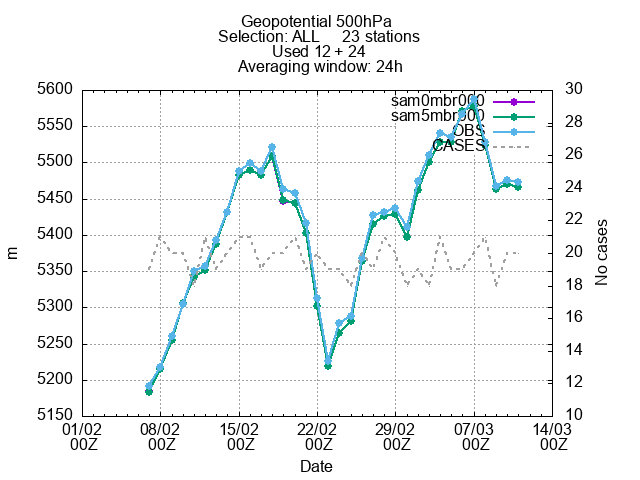 Geopotential 500hPa
Selection: ALL 23 stations
Used 12 + 24
Averaging window: 24h
sam0mbr000
sam5mbr000
OBS
CASES
5600
5550
5500
5450
5400
5350
5300
5250
5200
5150
m
30
28
26
24
22
20
18
16
14
12
10
No cases
01/02 08/02 15/02 22/02 29/02 07/03 14/03
00Z 00Z 00Z 00Z 00Z 00Z 00Z
Date